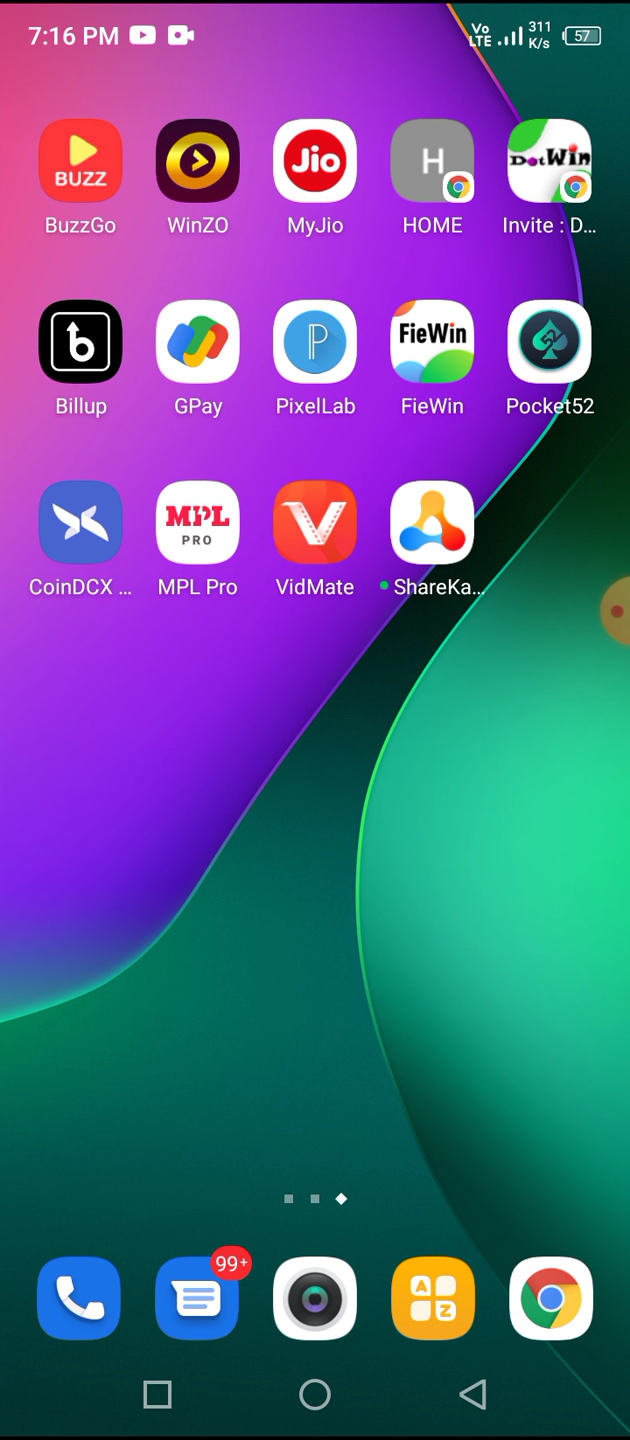 7:16 PM
Vo LTE 311 K/s 57
BUZZ
Jio
H
DotWin
BuzzGo WinZO MyJio HOME Invite : D...
b
P
FieWin
Billup GPay PixelLab FieWin Pocket52
MPL
PRO
CoinDCX ... MPL Pro VidMate ShareKa...
99+
A
Z